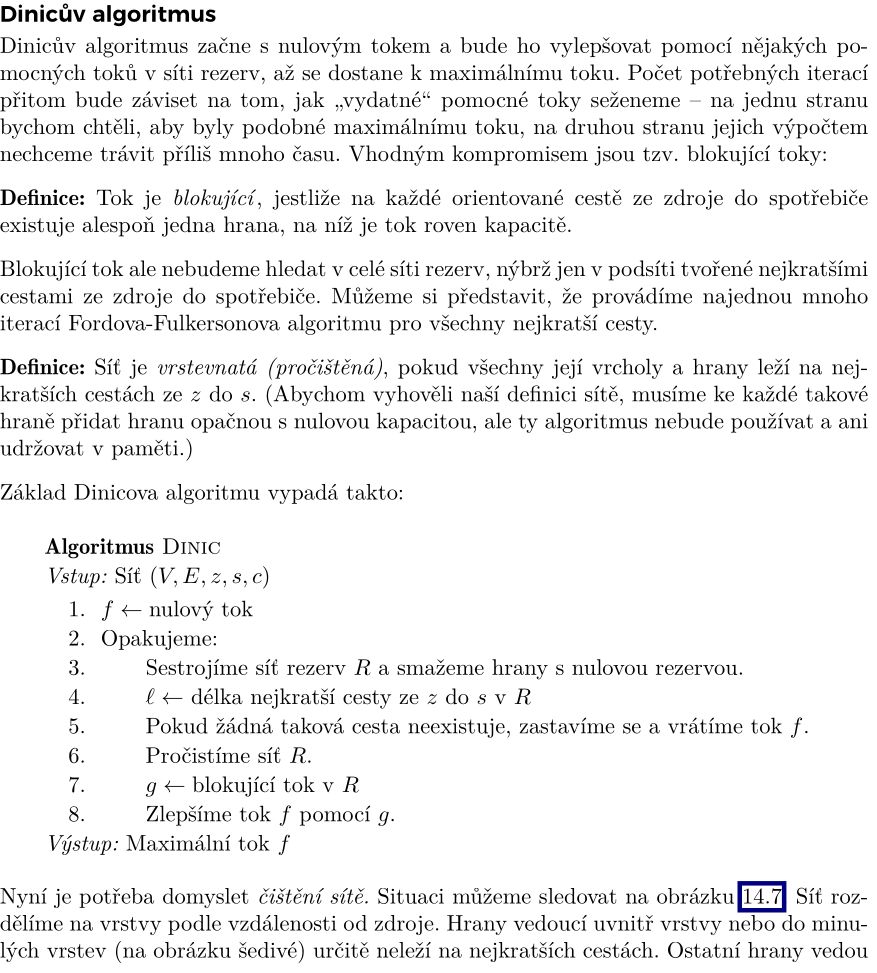 Dinicův algoritmus
Dinicův algoritmus začne s nulovým tokem a bude ho vylepšovat pomocí nějakých po-
mocných toků v síti rezerv, až se dostane k maximálnímu toku. Počet potřebných iterací
přitom bude záviset na tom, jak „vydatné“ pomocné toky seženeme – na jednu stranu
bychom chtěli, aby byly podobné maximálnímu toku, na druhou stranu jejich výpočtem
nechceme trávit příliš mnoho času. Vhodným kompromisem jsou tzv. blokující toky:
Definice: Tok je blokující, jestliže na každé orientované cestě ze zdroje do spotřebiče
existuje alespoň jedna hrana, na níž je tok roven kapacitě.
Blokující tok ale nebudeme hledat v celé síti rezerv, nýbrž jen v podsíti tvořené nejkratšími
cestami ze zdroje do spotřebiče. Můžeme si představit, že provádíme najednou mnoho
iterací Fordova-Fulkersonova algoritmu pro všechny nejkratší cesty.
Definice: Síť je vrstevnatá (pročištěná), pokud všechny její vrcholy a hrany leží na nej-
kratších cestách ze z do s. (Abychom vyhověli naší definici sítě, musíme ke každé takové
hraně přidat hranu opačnou s nulovou kapacitou, ale ty algoritmus nebude používat a ani
udržovat v paměti.)
Základ Dinicova algoritmu vypadá takto:
Algoritmus DINIC
Vstup: Síť (V, E, z, s, c)
1. f ← nulový tok
2. Opakujeme:
3. Sestrojíme síť rezerv R a smažeme hrany s nulovou rezervou.
4. ℓ ← délka nejkratší cesty ze z do s v R
5. Pokud žádná taková cesta neexistuje, zastavíme se a vrátíme tok f.
6. Pročistíme síť R.
7. g ← blokující tok v R
8. Zlepšíme tok f pomocí g.
Výstup: Maximální tok f
Nyní je potřeba domyslet čištění sítě. Situaci můžeme sledovat na obrázku 14.7. Síť roz-
dělíme na vrstvy podle vzdálenosti od zdroje. Hrany vedoucí uvnitř vrstvy nebo do minu-
lých vrstev (na obrázku šedivé) určitě neleží na nejkratších cestách. Ostatní hrany vedou